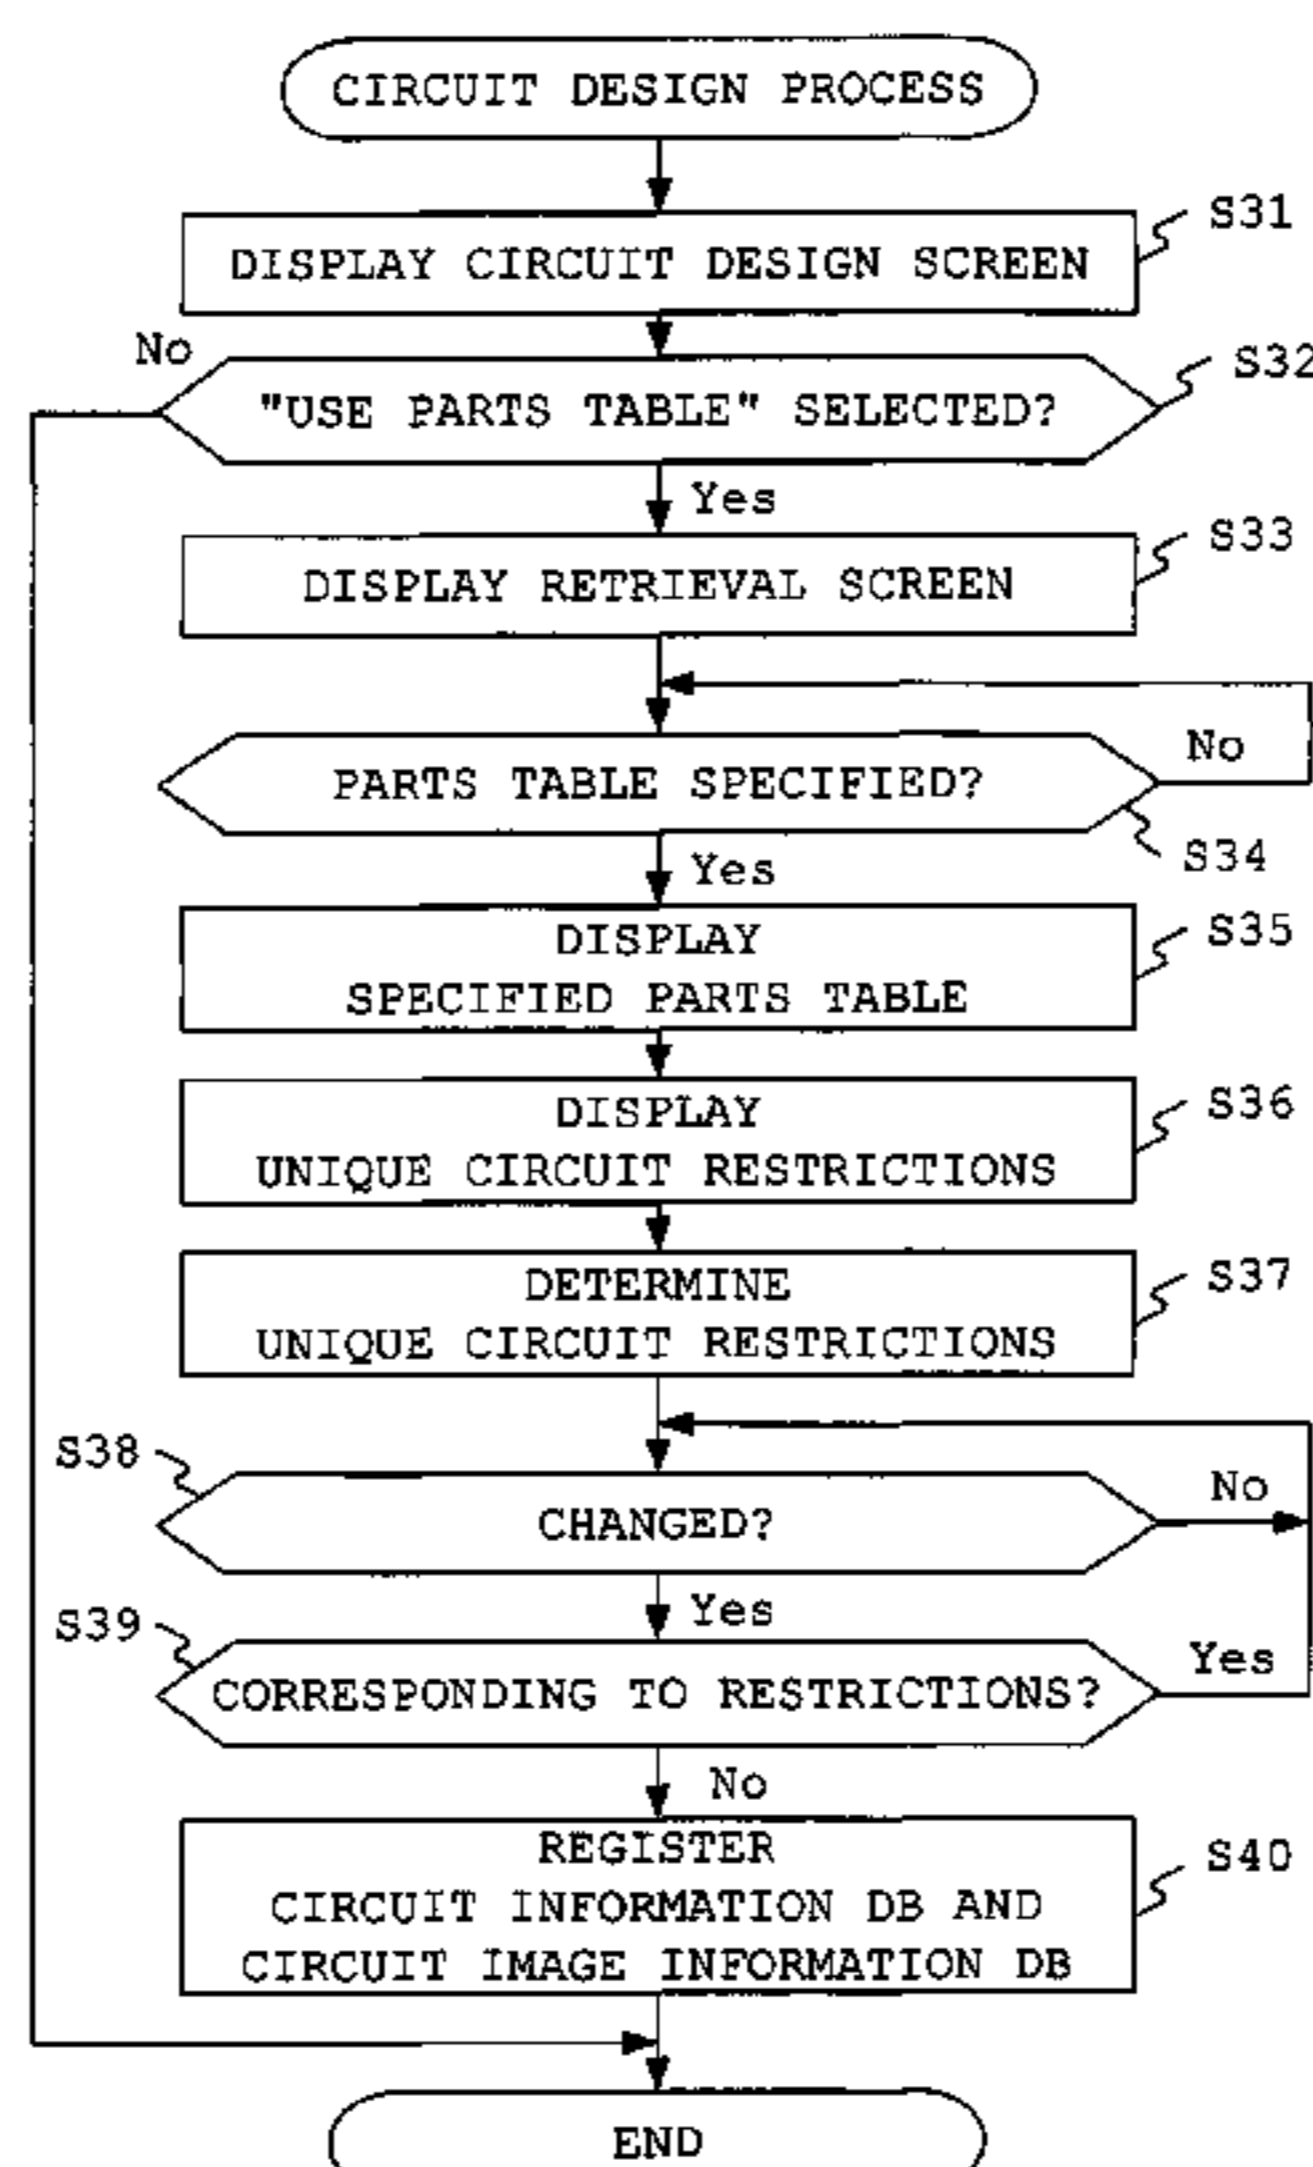 CIRCUIT DESIGN PROCESS
S31
DISPLAY CIRCUIT DESIGN SCREEN
No
S32
"USE PARTS TABLE" SELECTED?
Yes
S33
DISPLAY RETRIEVAL SCREEN
No
PARTS TABLE SPECIFIED?
S34
Yes
S35
DISPLAY
SPECIFIED PARTS TABLE
S36
DISPLAY
UNIQUE CIRCUIT RESTRICTIONS
S37
DETERMINE
UNIQUE CIRCUIT RESTRICTIONS
S38
No
CHANGED?
Yes
S39
Yes
CORRESPONDING TO RESTRICTIONS?
No
REGISTER
S40
CIRCUIT INFORMATION DB AND
CIRCUIT IMAGE INFORMATION DB
END